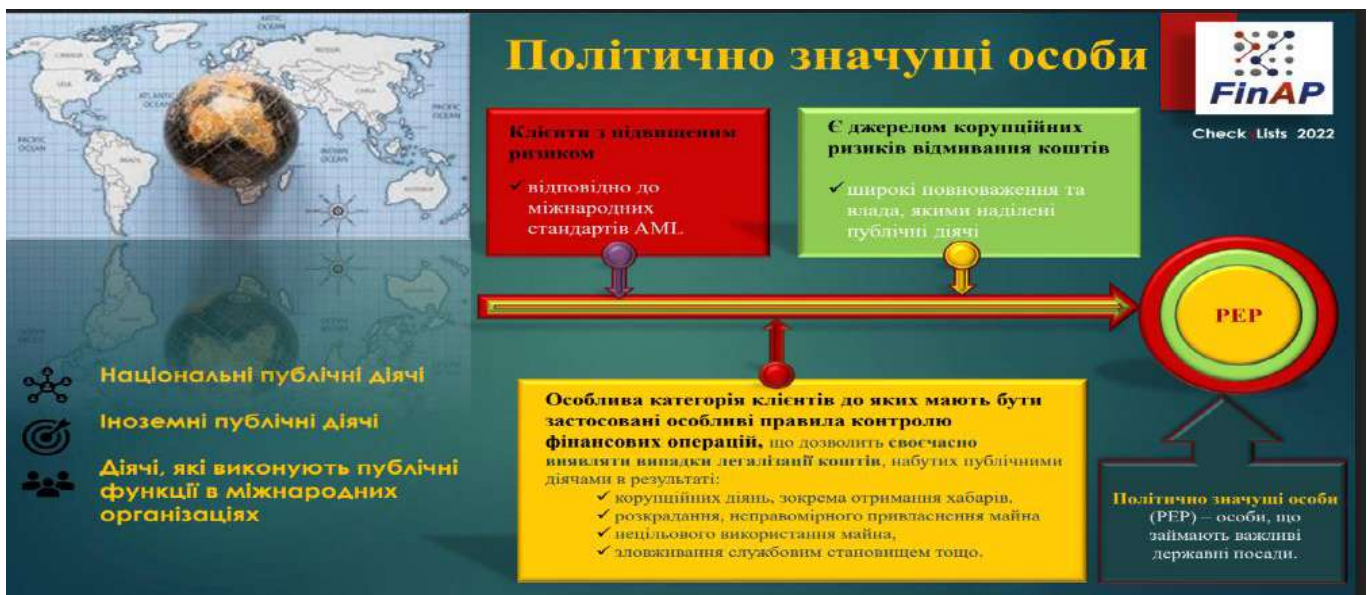 Політично значущі особи
FinAP
Check Lists 2022
Клієнти з підвищеним
ризиком
✓ відповідно до
міжнародних
стандартів AML
Є джерелом корупційних
ризиків відмивання коштів
✓ широкі повноваження та
влада, якими наділені
публічні діячі
PEP
Національні публічні діячі
Іноземні публічні діячі
Діячі, які виконують публічні
функції в міжнародних
організаціях
Особлива категорія клієнтів до яких мають бути
застосовані особливі правила контролю
фінансових операцій, що дозволить своєчасно
виявляти випадки легалізації коштів, набутих публічними
діячами в результаті:
✓ корупційних діянь, зокрема отримання хабарів,
✓ розкрадання, неправомірного привласнення майна
✓ нецільового використання майна,
✓ зловживання службовим становищем тощо.
Політично значущі особи
(PEP) – особи, що
займають важливі
державні посади.